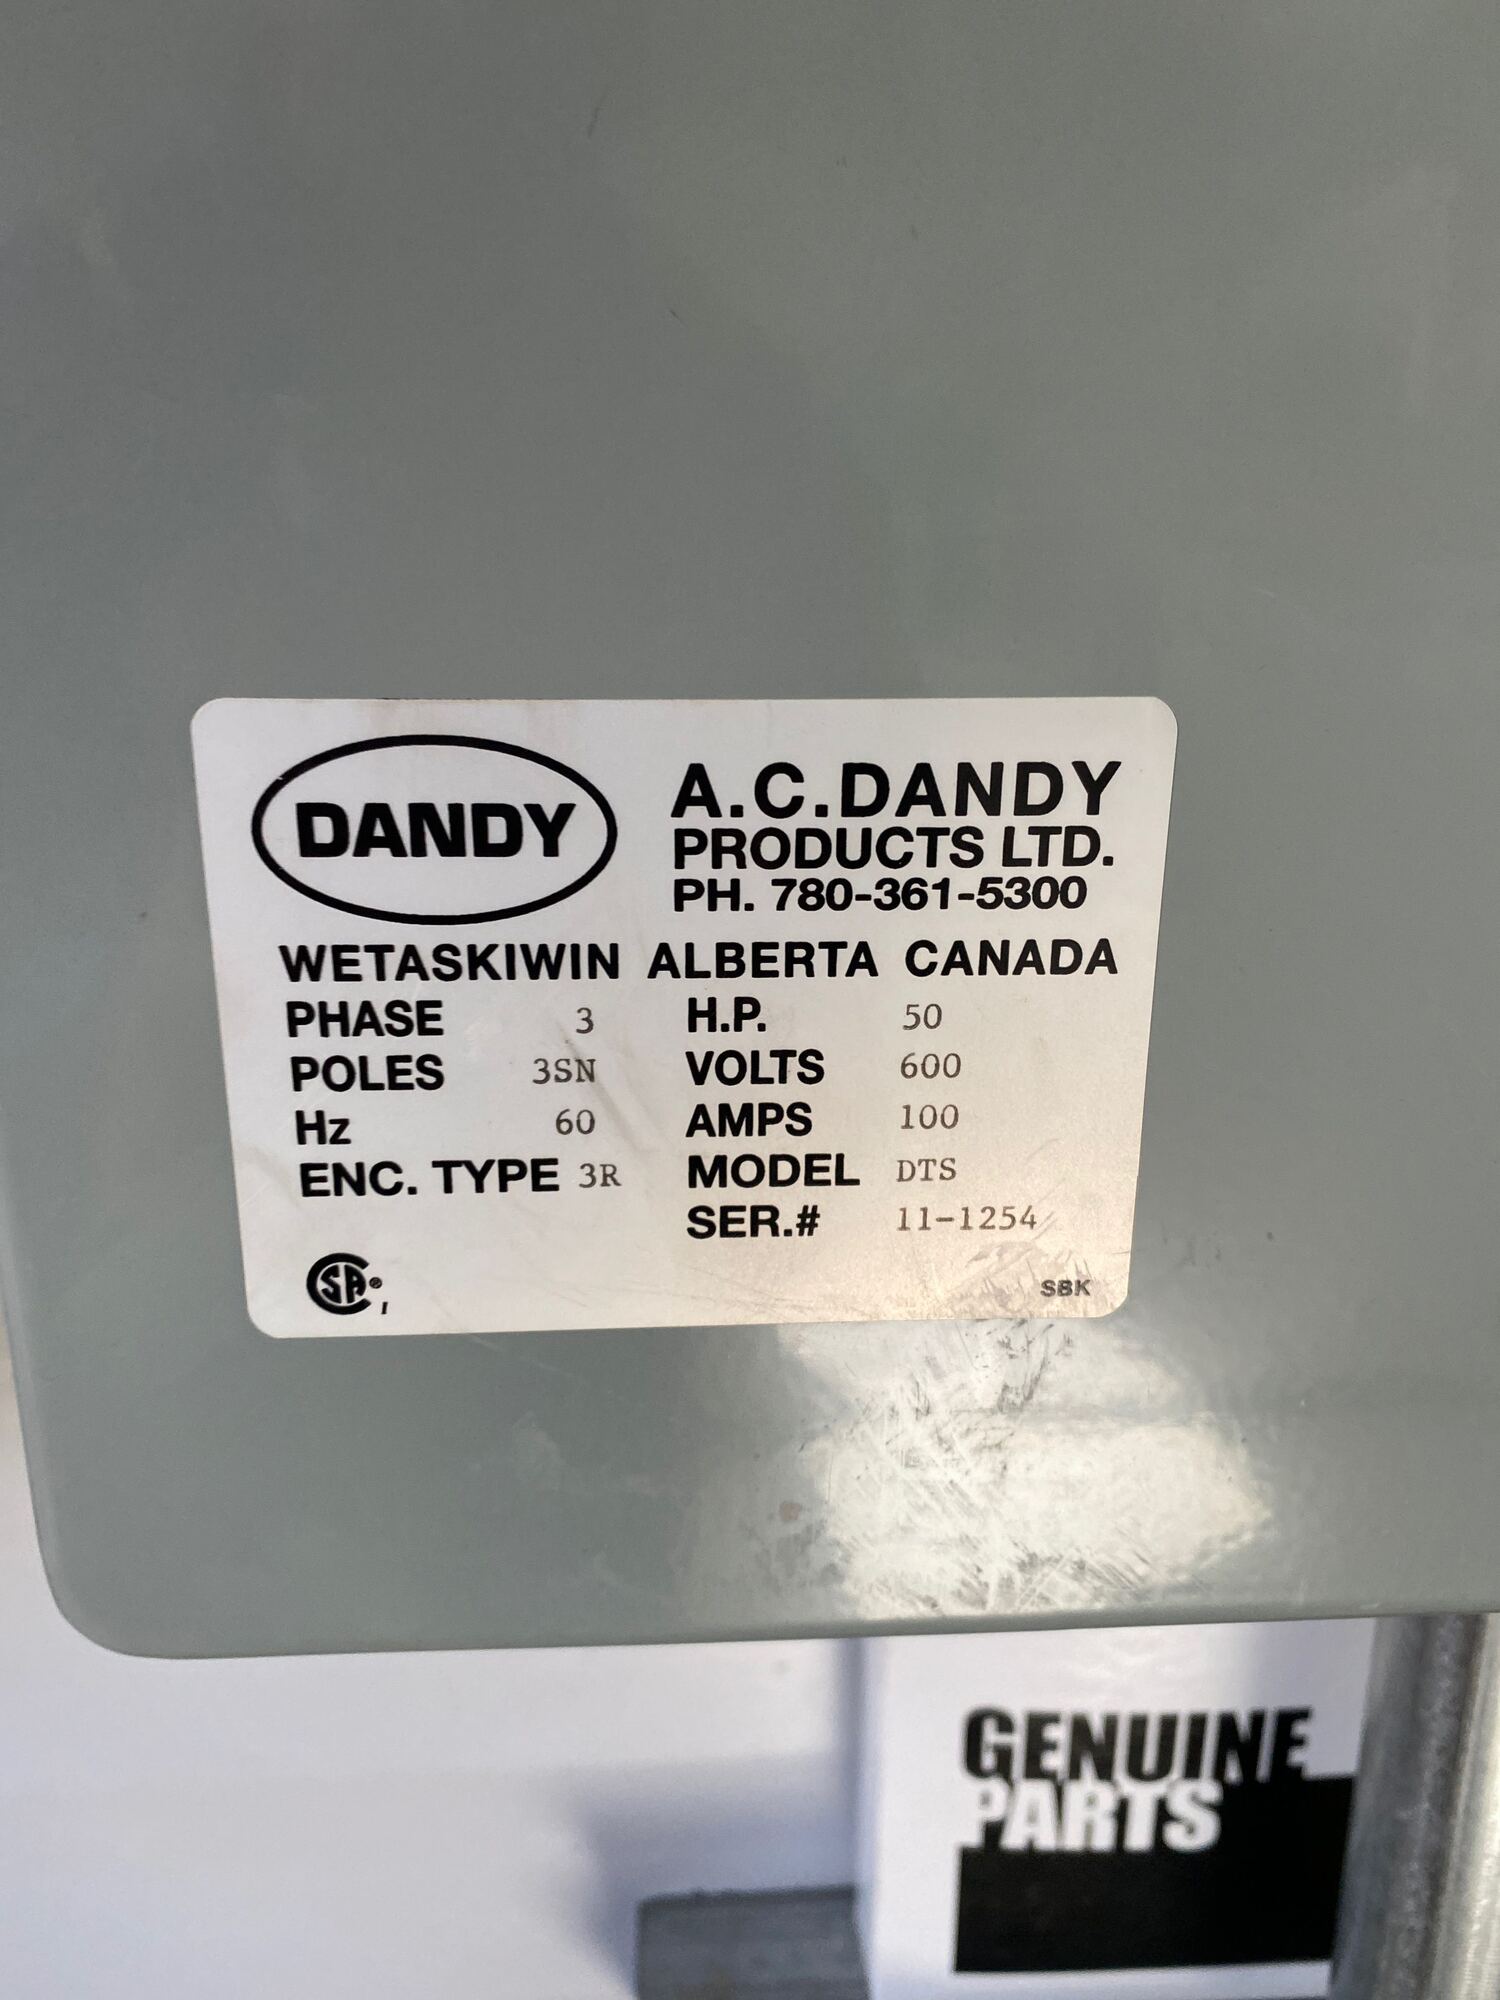 DANDY
A.C.DANDY
PRODUCTS LTD.
PH. 780-361-5300
WETASKIWIN ALBERTA CANADA
PHASE 3 H.P. 50
POLES 3SN VOLTS 600
Hz 60 AMPS 100
ENC. TYPE 3R MODEL DTS
SER.# 11-1254
SA® SBK
GENUINE
PARTS